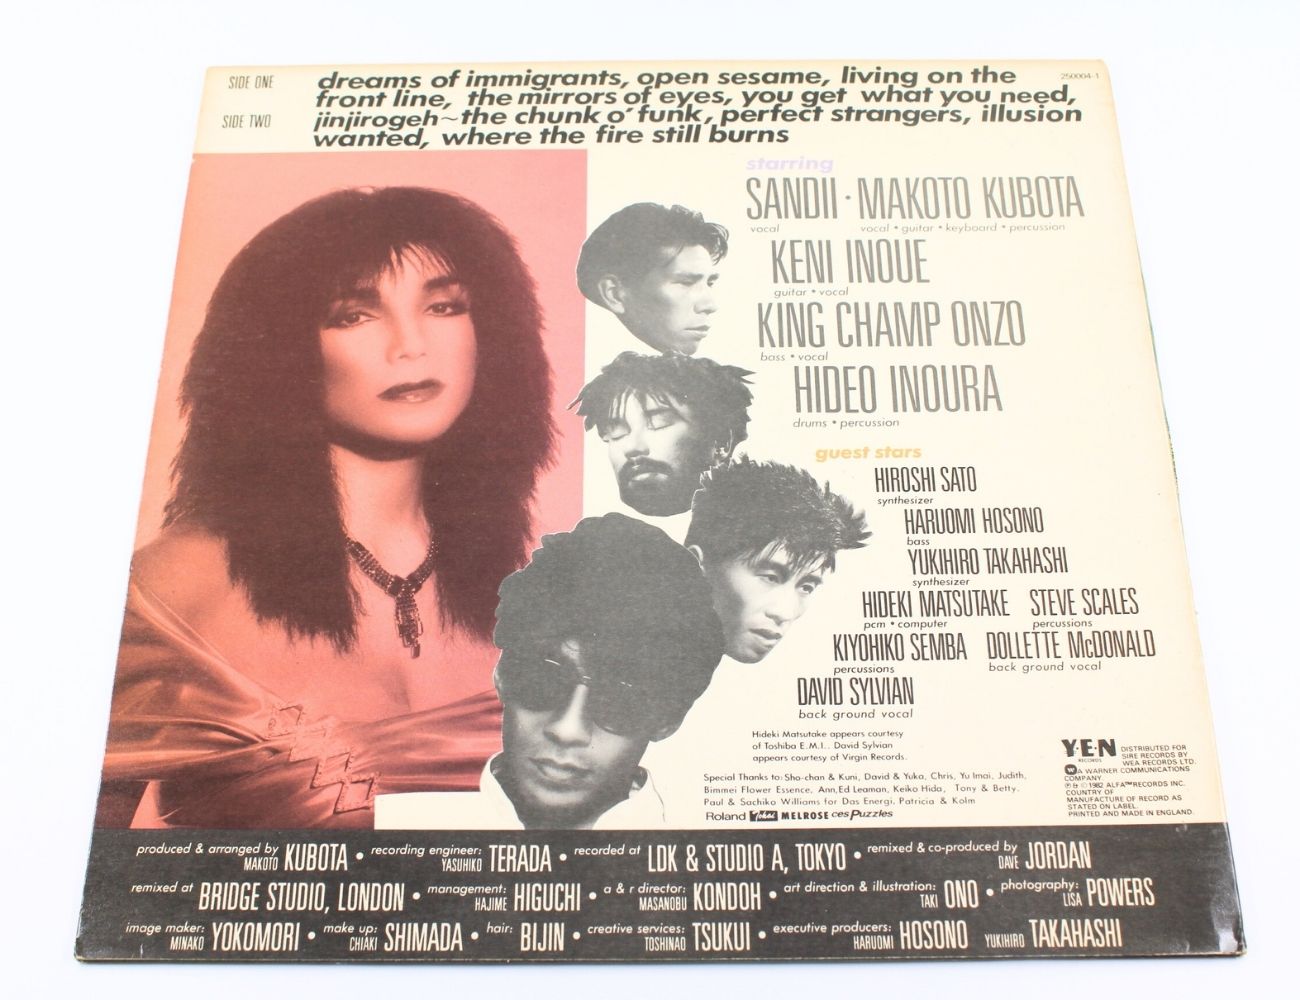 SIDE ONE
SIDE TWO
dreams of immigrants, open sesame, living on the
front line, the mirrors of eyes, you get what you need,
jinjirogeh~the chunk o' funk, perfect strangers, illusion
wanted, where the fire still burns
250004-1
starring
SANDII · MAKOTO KUBOTA
vocal vocal • guitar • keyboard • percussion
KENI INOUE
guitar • vocal
KING CHAMP ONZO
bass • vocal
HIDEO INOURA
drums • percussion
guest stars
HIROSHI SATO
synthesizer
HARUOMI HOSONO
bass
YUKIHIRO TAKAHASHI
synthesizer
HIDEKI MATSUTAKE STEVE SCALES
pcm • computer percussions
KIYOHIKO SEMBA DOLLETTE McDONALD
percussions back ground vocal
DAVID SYLVIAN
back ground vocal
Hideki Matsutake appears courtesy
of Toshiba E.M.I.. David Sylvian
appears courtesy of Virgin Records.
Special Thanks to: Sho-chan & Kuni, David & Yuka, Chris, Yu Imai, Judith,
Bimmei Flower Essence, Ann, Ed Leaman, Keiko Hida, Tony & Betty,
Paul & Sachiko Williams for Das Energi, Patricia & Kolm
Roland MELROSE ces Puzzles
Y·E·N
RECORDS
DISTRIBUTED FOR
SIRE RECORDS BY
WEA RECORDS LTD.
A WARNER COMMUNICATIONS
COMPANY.
℗ & © 1982 ALFA™ RECORDS INC.
COUNTRY OF
MANUFACTURE OF RECORD AS
STATED ON LABEL.
PRINTED AND MADE IN ENGLAND.
produced & arranged by MAKOTO KUBOTA • recording engineer: YASUHIKO TERADA • recorded at LDK & STUDIO A, TOKYO • remixed & co-produced by DAVE JORDAN
remixed at BRIDGE STUDIO, LONDON • management: HAJIME HIGUCHI • a & r director: MASANOBU KONDOH • art direction & illustration: TAKI ONO • photography: LISA POWERS
image maker: MINAKO YOKOMORI • make up: CHIAKI SHIMADA • hair: BIJIN • creative services: TOSHINAO TSUKUI • executive producers: HARUOMI HOSONO YUKIHIRO TAKAHASHI